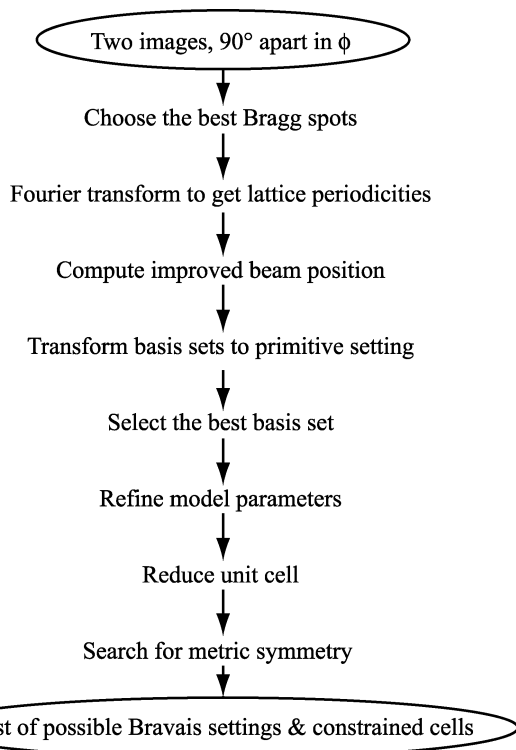 Two images, 90° apart in ϕ
Choose the best Bragg spots
Fourier transform to get lattice periodicities
Compute improved beam position
Transform basis sets to primitive setting
Select the best basis set
Refine model parameters
Reduce unit cell
Search for metric symmetry
of possible Bravais settings & constrained cells